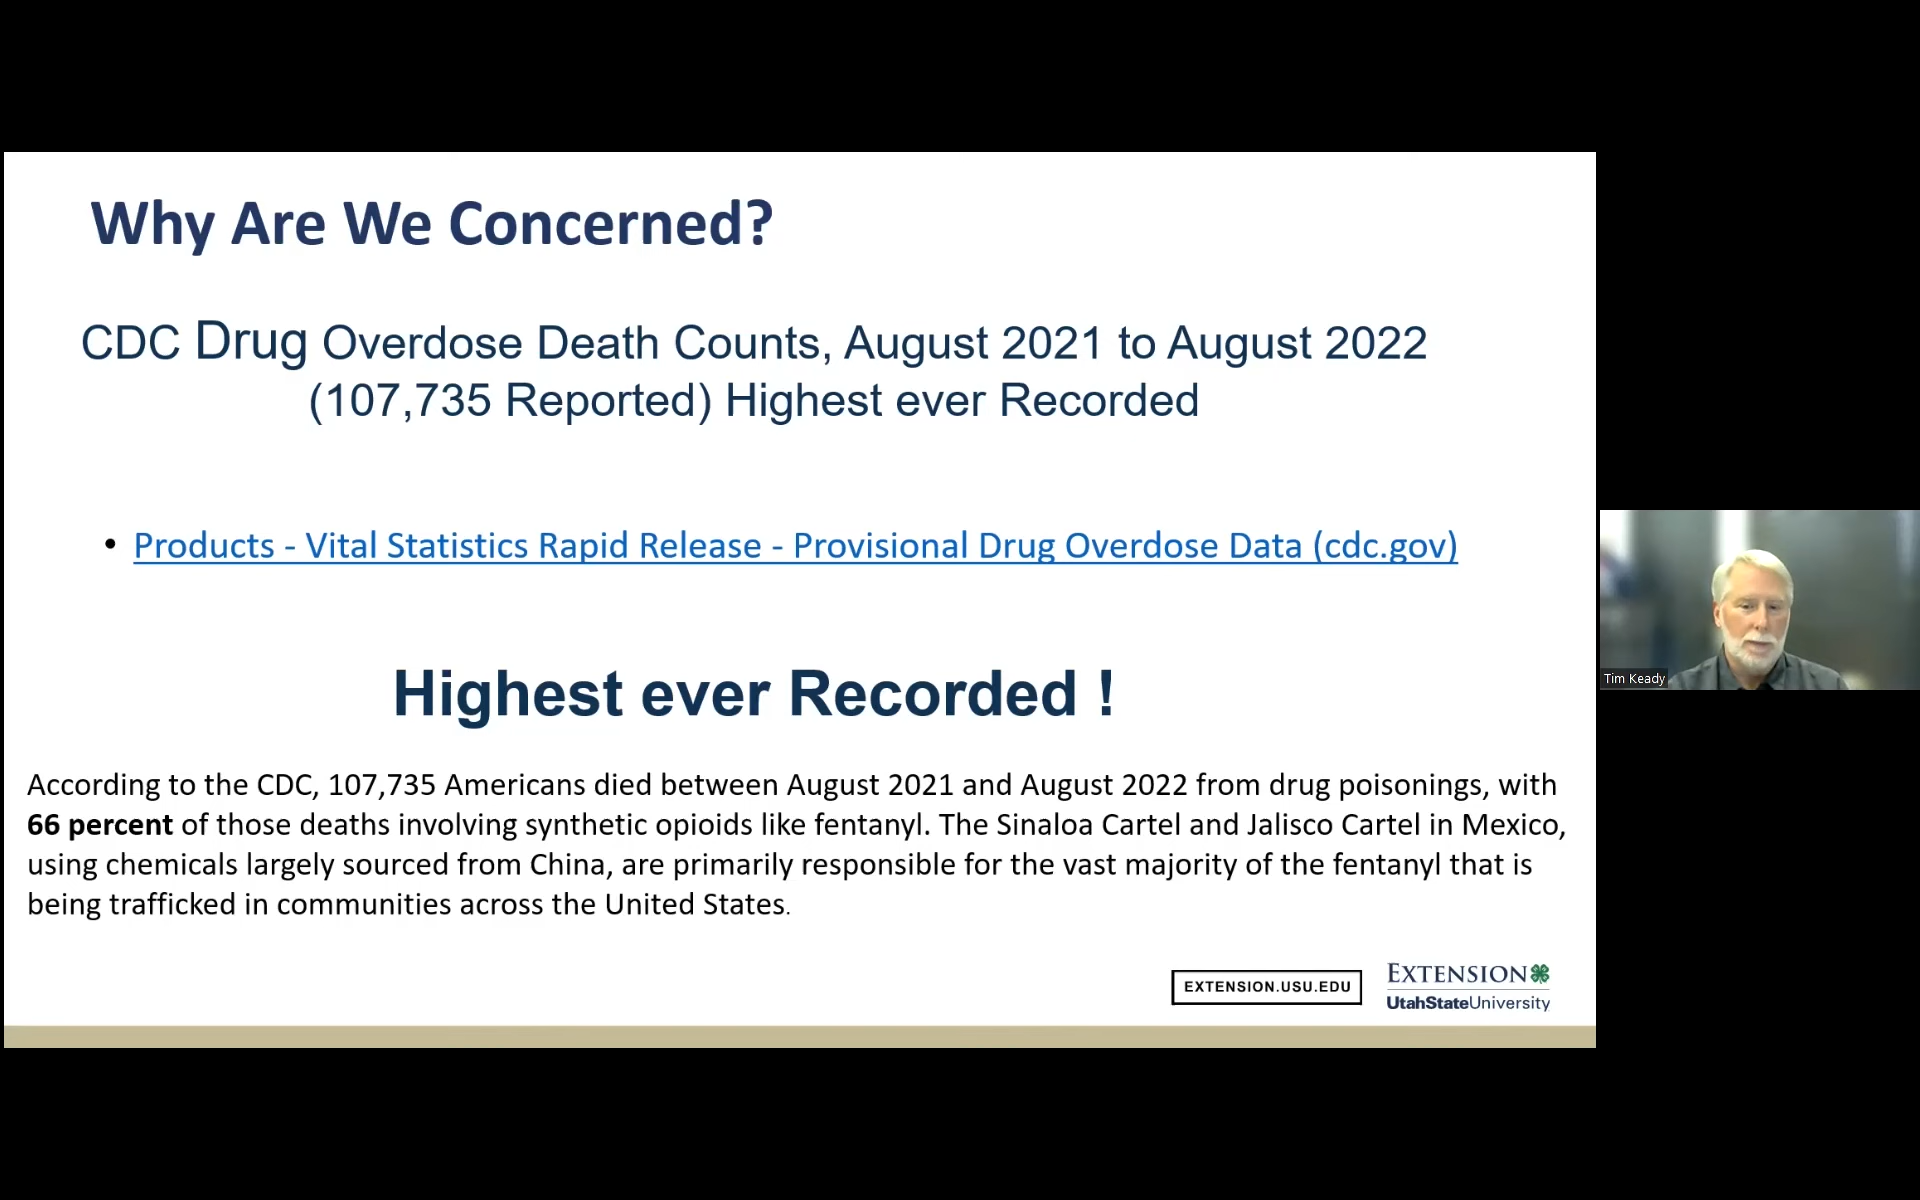 Why Are We Concerned?
CDC Drug Overdose Death Counts, August 2021 to August 2022
(107,735 Reported) Highest ever Recorded
• Products - Vital Statistics Rapid Release - Provisional Drug Overdose Data (cdc.gov)
Highest ever Recorded !
According to the CDC, 107,735 Americans died between August 2021 and August 2022 from drug poisonings, with
66 percent of those deaths involving synthetic opioids like fentanyl. The Sinaloa Cartel and Jalisco Cartel in Mexico,
using chemicals largely sourced from China, are primarily responsible for the vast majority of the fentanyl that is
being trafficked in communities across the United States.
EXTENSION.USU.EDU
EXTENSION
UtahStateUniversity
Tim Keady